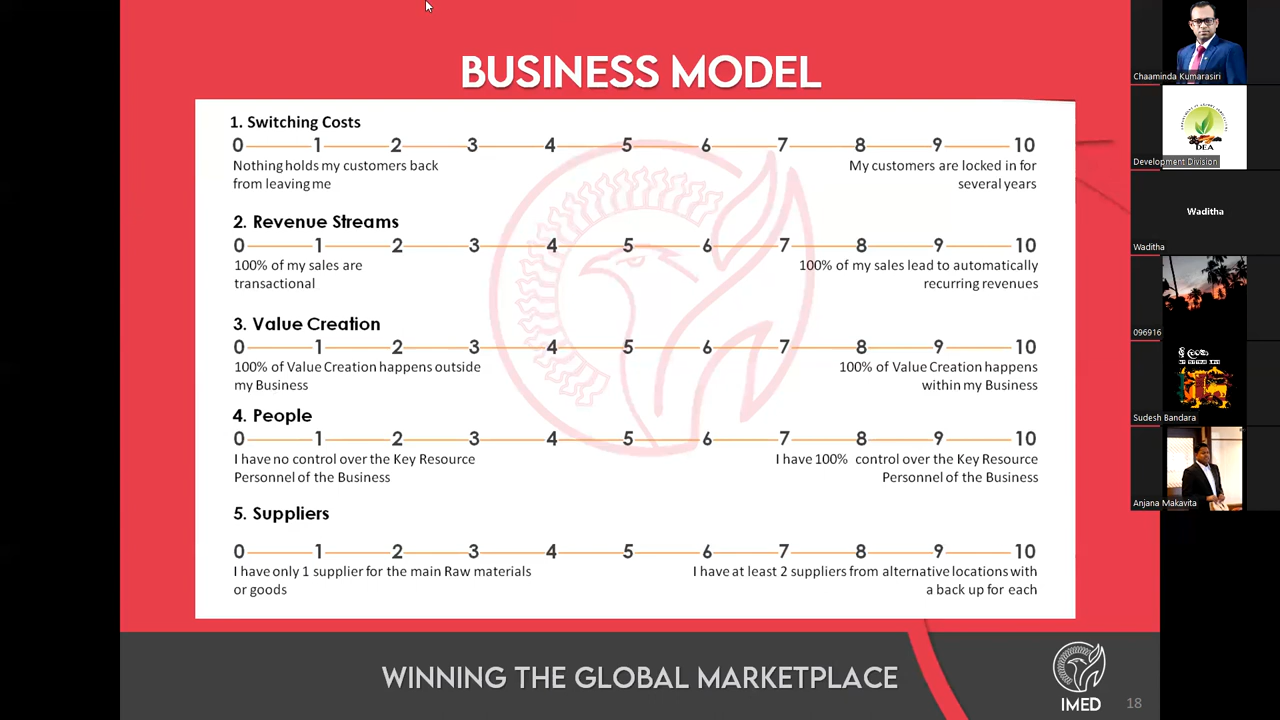 BUSINESS MODEL
1. Switching Costs
0 1 2 3 4 5 6 7 8 9 10
Nothing holds my customers back
from leaving me
My customers are locked in for
several years
2. Revenue Streams
0 1 2 3 4 5 6 7 8 9 10
100% of my sales are
transactional
100% of my sales lead to automatically
recurring revenues
3. Value Creation
0 1 2 3 4 5 6 7 8 9 10
100% of Value Creation happens outside
my Business
100% of Value Creation happens
within my Business
4. People
0 1 2 3 4 5 6 7 8 9 10
I have no control over the Key Resource
Personnel of the Business
I have 100% control over the Key Resource
Personnel of the Business
5. Suppliers
0 1 2 3 4 5 6 7 8 9 10
I have only 1 supplier for the main Raw materials
or goods
I have at least 2 suppliers from alternative locations with
a back up for each
WINNING THE GLOBAL MARKETPLACE
IMED
18
Chaaminda Kumarasiri
DEA
Development Division
Waditha
Waditha
096916
Sudesh Bandara
Anjana Makavita